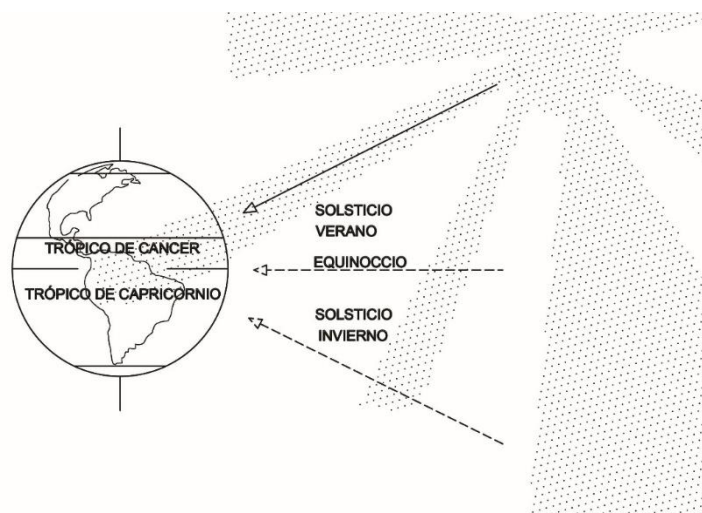 SOLSTICIO
VERANO
TRÓPICO DE CANCER
EQUINOCCIO
TRÓPICO DE CAPRICORNIO
SOLSTICIO
INVIERNO